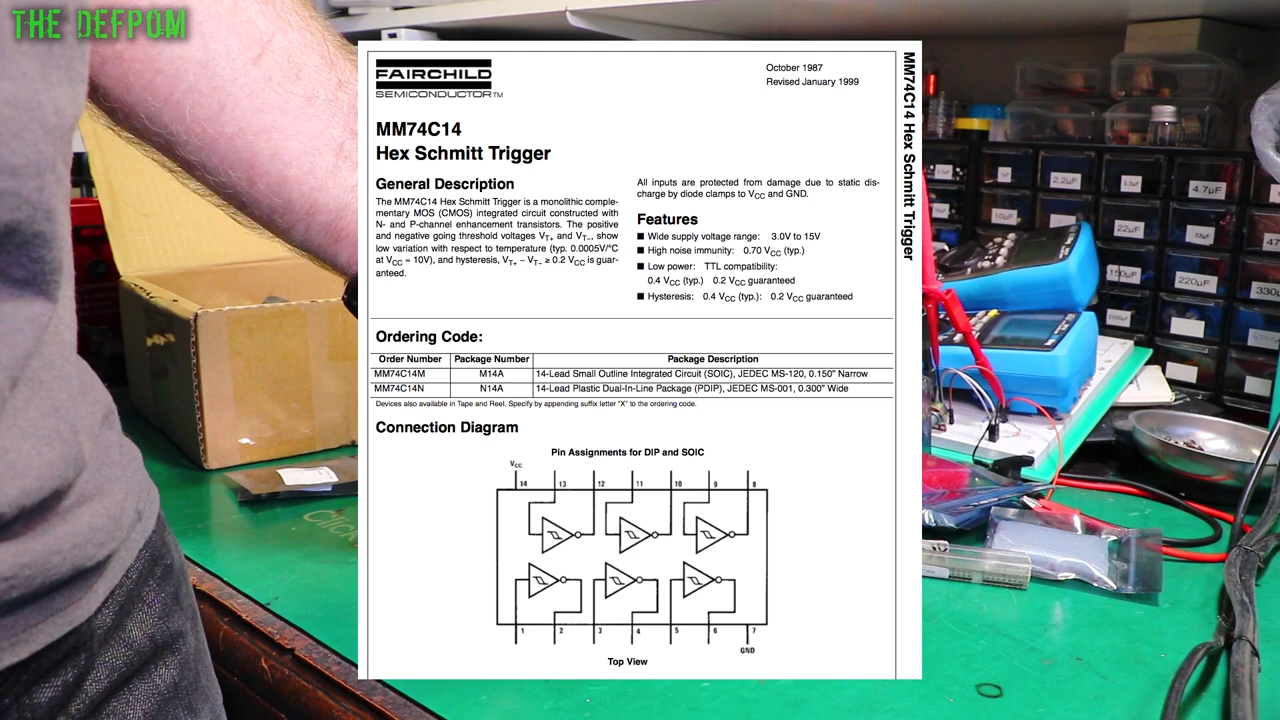 THE DEFPOM
FAIRCHILD
SEMICONDUCTOR™
October 1987
Revised January 1999
MM74C14
Hex Schmitt Trigger
General Description
The MM74C14 Hex Schmitt Trigger is a monolithic comple-
mentary MOS (CMOS) integrated circuit constructed with
N- and P-channel enhancement transistors. The positive
and negative going threshold voltages VT+ and VT−, show
low variation with respect to temperature (typ. 0.0005V/°C
at VCC = 10V), and hysteresis, VT+ − VT− ≥ 0.2 VCC is guar-
anteed.
All inputs are protected from damage due to static dis-
charge by diode clamps to VCC and GND.
Features
■ Wide supply voltage range: 3.0V to 15V
■ High noise immunity: 0.70 VCC (typ.)
■ Low power: TTL compatibility:
0.4 VCC (typ.) 0.2 VCC guaranteed
■ Hysteresis: 0.4 VCC (typ.): 0.2 VCC guaranteed
Ordering Code:
Order Number Package Number Package Description
MM74C14M M14A 14-Lead Small Outline Integrated Circuit (SOIC), JEDEC MS-120, 0.150" Narrow
MM74C14N N14A 14-Lead Plastic Dual-In-Line Package (PDIP), JEDEC MS-001, 0.300" Wide
Devices also available in Tape and Reel. Specify by appending suffix letter "X" to the ordering code.
Connection Diagram
Pin Assignments for DIP and SOIC
VCC
14 13 12 11 10 9 8
1 2 3 4 5 6 7
GND
Top View
MM74C14 Hex Schmitt Trigger
2.2µF
4.7µF
10µF
22µF
33µF
47
150µF
220µF
330µ
Click